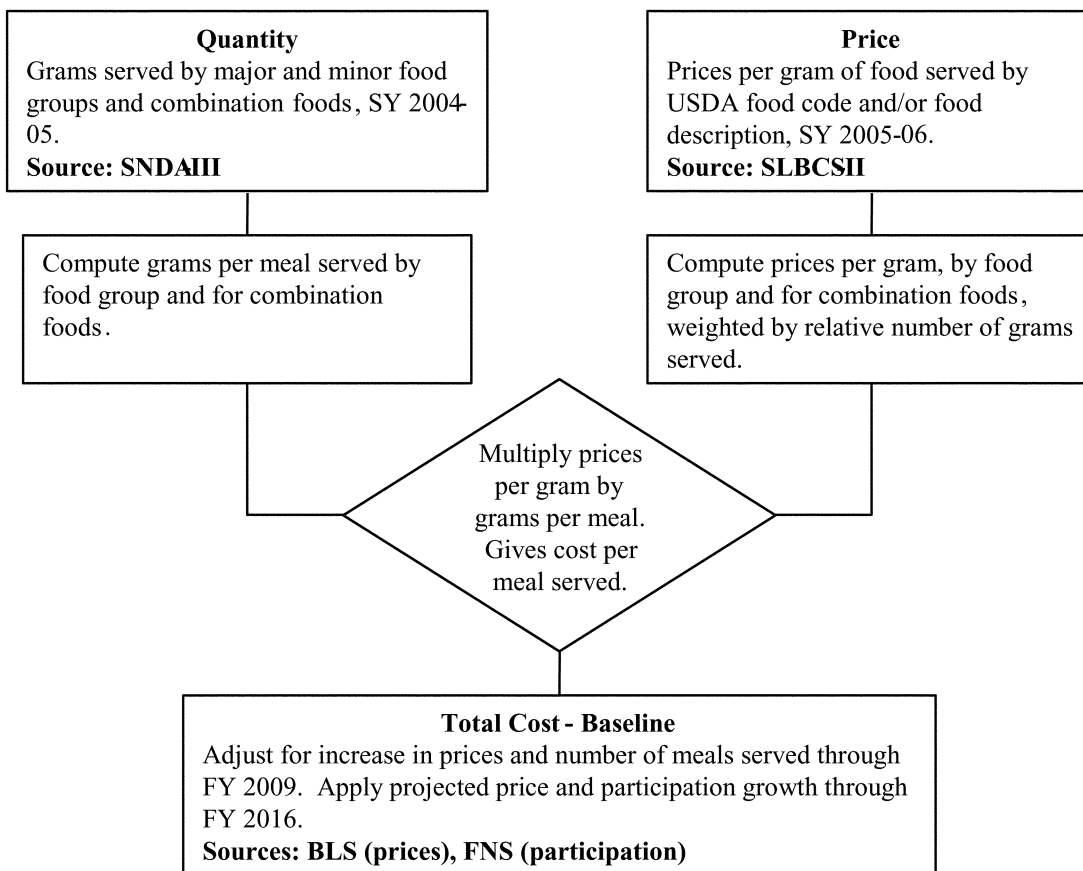 Quantity
Grams served by major and minor food
groups and combination foods, SY 2004-
05.
Source: SNDA-III
Price
Prices per gram of food served by
USDA food code and/or food
description, SY 2005-06.
Source: SLBCS-II
Compute grams per meal served by
food group and for combination
foods.
Compute prices per gram, by food
group and for combination foods,
weighted by relative number of grams
served.
Multiply prices
per gram by
grams per meal.
Gives cost per
meal served.
Total Cost - Baseline
Adjust for increase in prices and number of meals served through
FY 2009.  Apply projected price and participation growth through
FY 2016.
Sources: BLS (prices), FNS (participation)